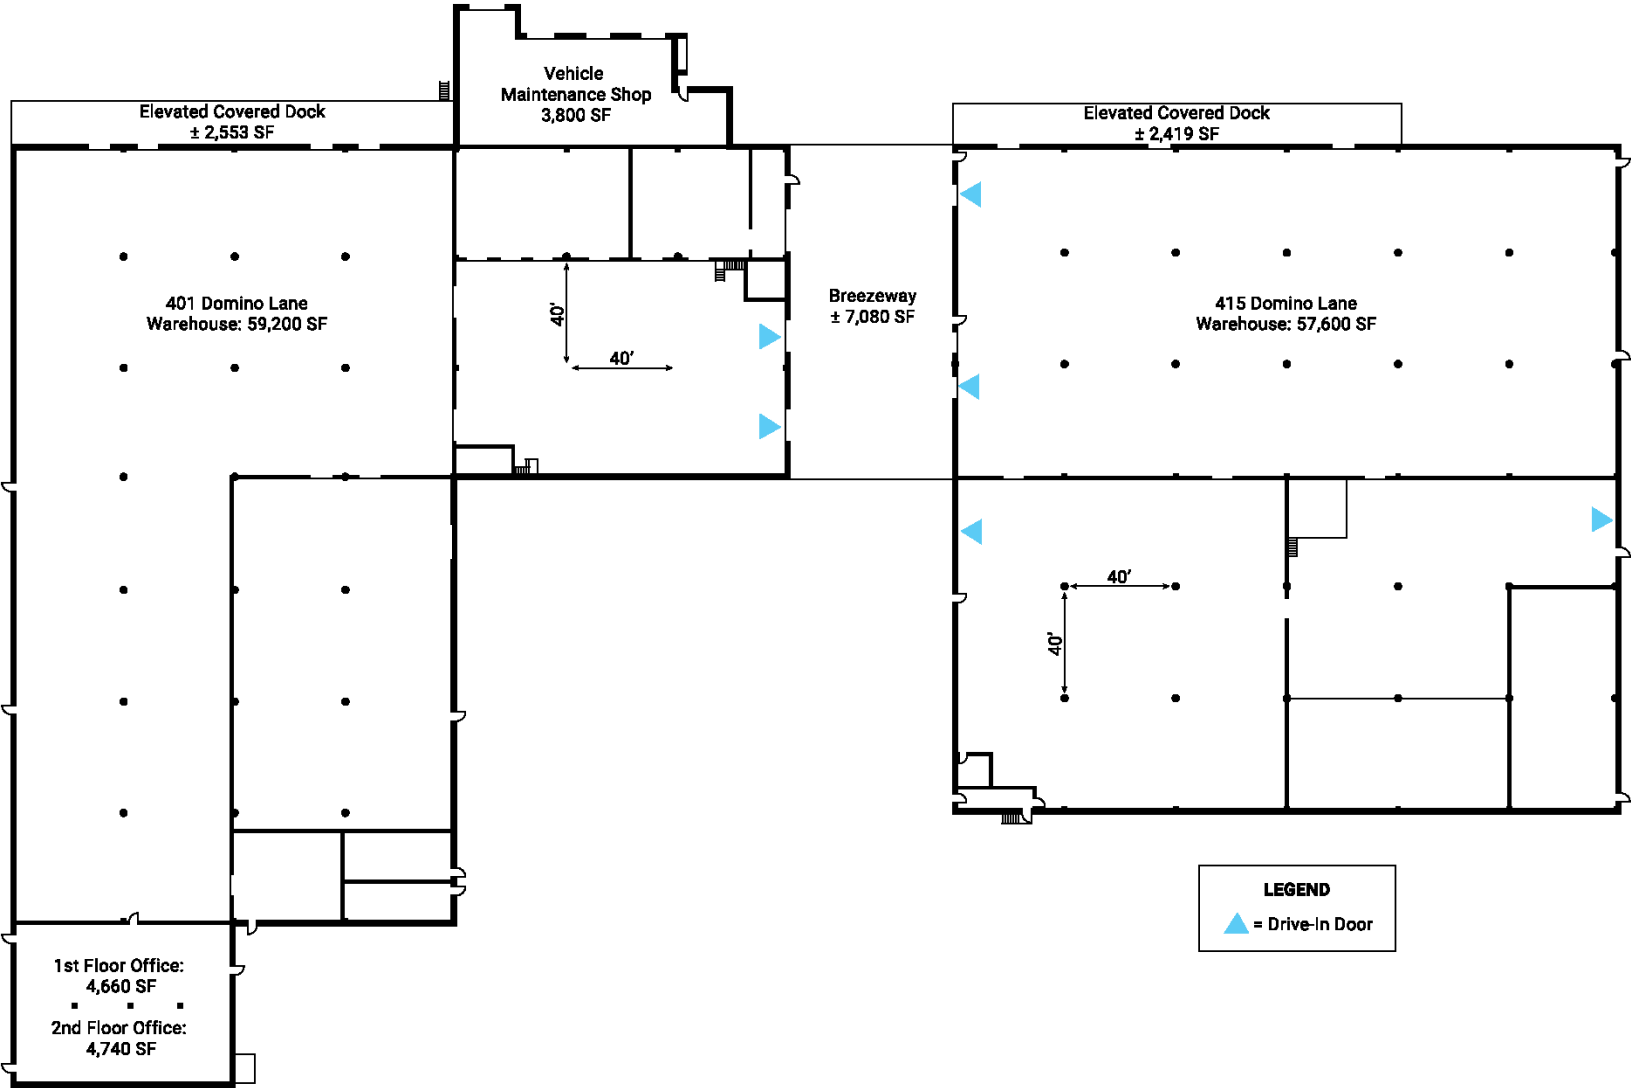 Vehicle
Maintenance Shop
3,800 SF
Elevated Covered Dock
± 2,553 SF
Elevated Covered Dock
± 2,419 SF
401 Domino Lane
Warehouse: 59,200 SF
40’
40’
Breezeway
± 7,080 SF
415 Domino Lane
Warehouse: 57,600 SF
40’
40’
1st Floor Office:
4,660 SF
2nd Floor Office:
4,740 SF
LEGEND
= Drive-In Door